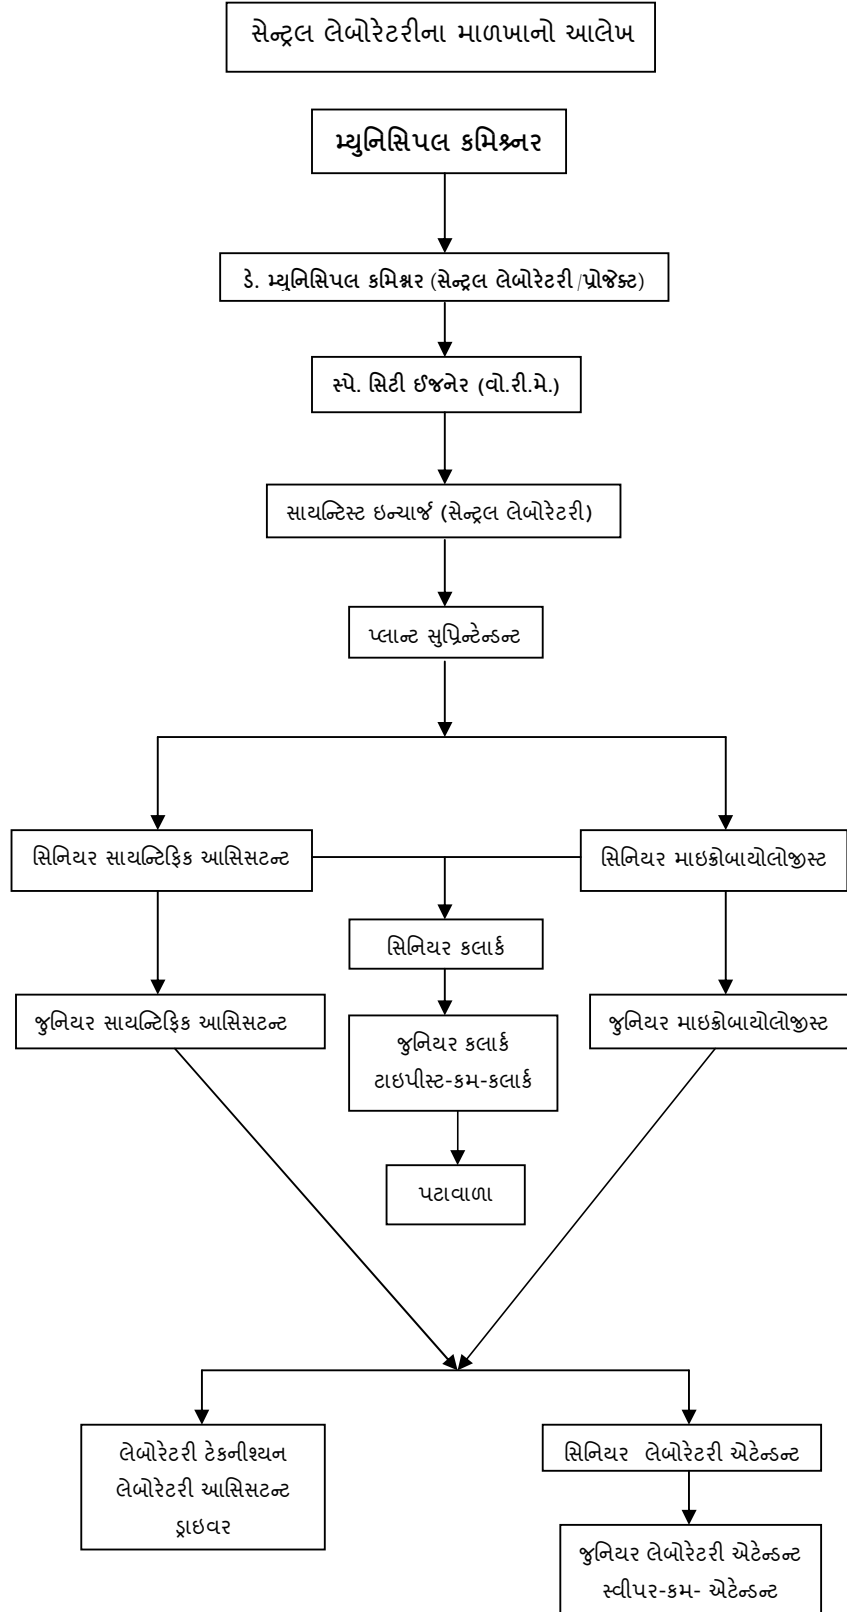 સેન્ટ્રલ લેબોરેટરીના માળખાનો આલેખ
મ્યુનિસિપલ કમિશ્નર
ડે. મ્યુનિસિપલ કમિશ્નર (સેન્ટ્રલ લેબોરેટરી /પ્રોજેક્ટ)
સ્પે. સિટી ઈજનેર (વો.રી.મે.)
સાયન્ટિસ્ટ ઇન્ચાર્જ (સેન્ટ્રલ લેબોરેટરી)
પ્લાન્ટ સુપ્રિન્ટેન્ડન્ટ
સિનિયર સાયન્ટિફિક આસિસટન્ટ
સિનિયર માઇક્રોબાયોલોજીસ્ટ
સિનિયર કલાર્ક
જુનિયર સાયન્ટિફિક આસિસટન્ટ
જુનિયર માઇક્રોબાયોલોજીસ્ટ
જુનિયર કલાર્ક
ટાઇપીસ્ટ-કમ-કલાર્ક
પટાવાળા
લેબોરેટરી ટેકનીશ્યન
લેબોરેટરી આસિસટન્ટ
ડ્રાઇવર
સિનિયર લેબોરેટરી એટેન્ડન્ટ
જુનિયર લેબોરેટરી એટેન્ડન્ટ
સ્વીપર-કમ- એટેન્ડન્ટ